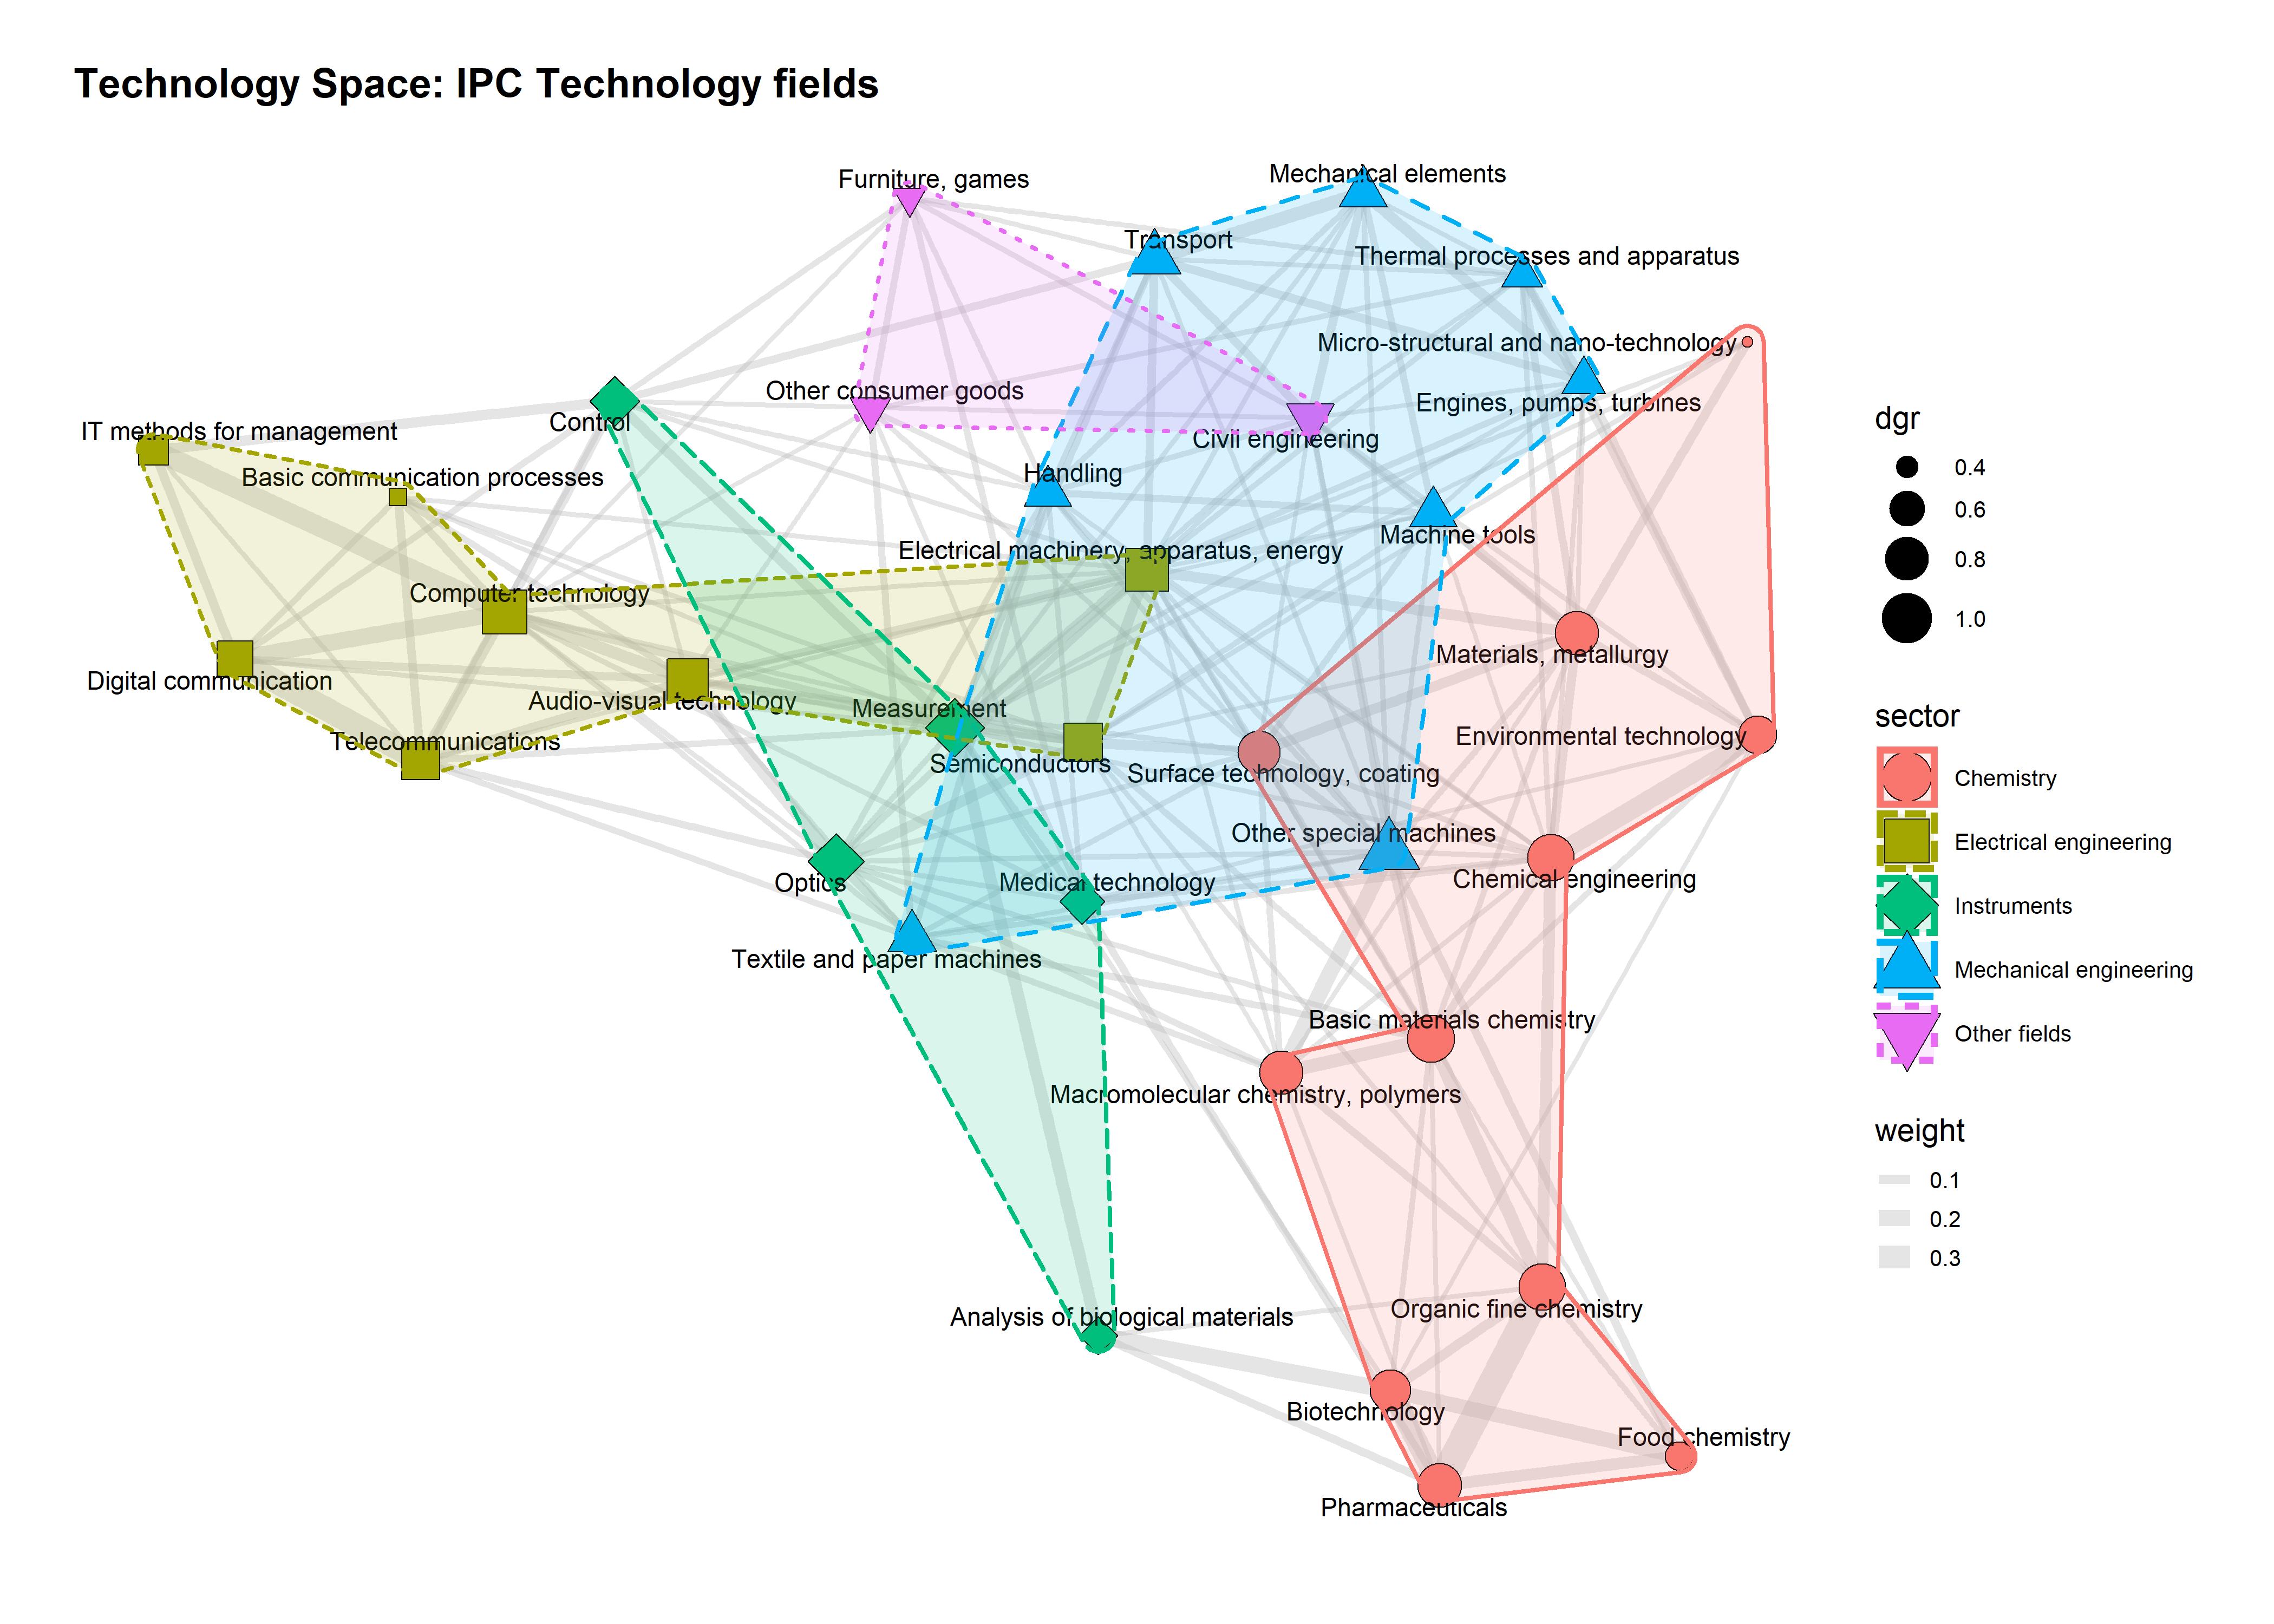 Technology Space: IPC Technology fields
Mechanical elements
Furniture, games
Transport
Thermal processes and apparatus
Micro-structural and nano-technology
Other consumer goods
Engines, pumps, turbines
Control
IT methods for management
Civil engineering
Basic communication processes
Handling
Machine tools
Electrical machinery, apparatus, energy
Computer technology
Materials, metallurgy
Digital communication
Audio-visual technology
Measurement
Environmental technology
Telecommunications
Semiconductors
Surface technology, coating
Other special machines
Optics
Medical technology
Chemical engineering
Textile and paper machines
Basic materials chemistry
Macromolecular chemistry, polymers
Organic fine chemistry
Analysis of biological materials
Biotechnology
Food chemistry
Pharmaceuticals
dgr
0.4
0.6
0.8
1.0
sector
Chemistry
Electrical engineering
Instruments
Mechanical engineering
Other fields
weight
0.1
0.2
0.3